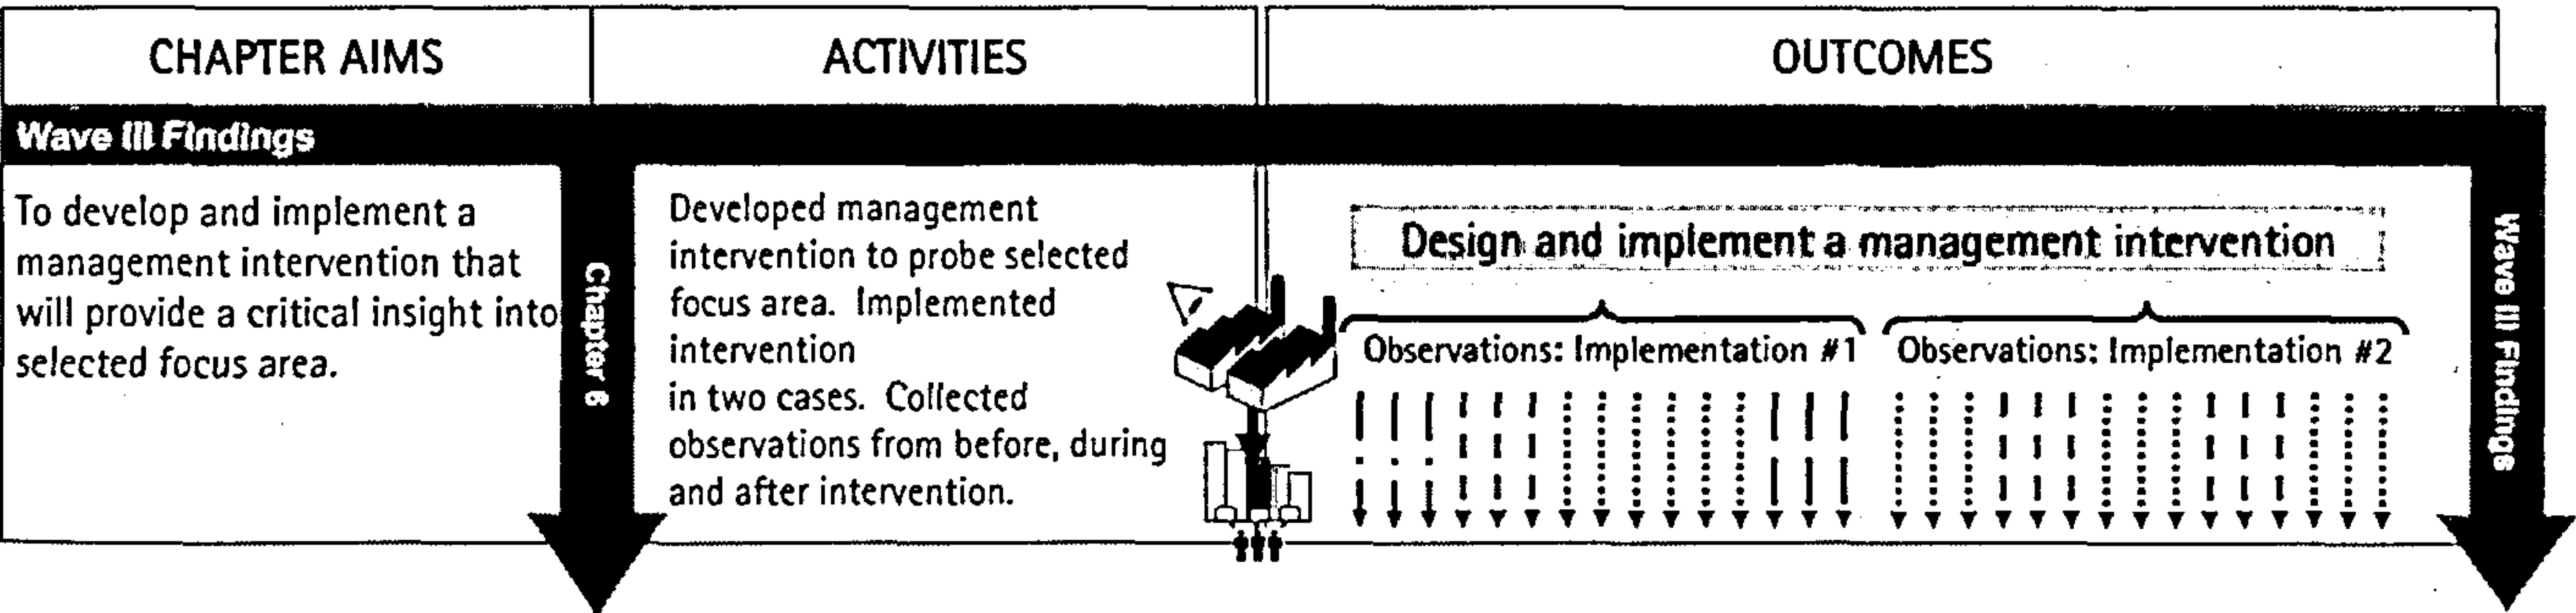 CHAPTER AIMS
ACTIVITIES
OUTCOMES
Wave III Findings
To develop and implement a
management intervention that
will provide a critical insight into
selected focus area.
Chapter 6
Developed management
intervention to probe selected
focus area. Implemented
intervention
in two cases. Collected
observations from before, during
and after intervention.
Design and implement a management intervention
Observations: Implementation #1
Observations: Implementation #2
Wave III Findings